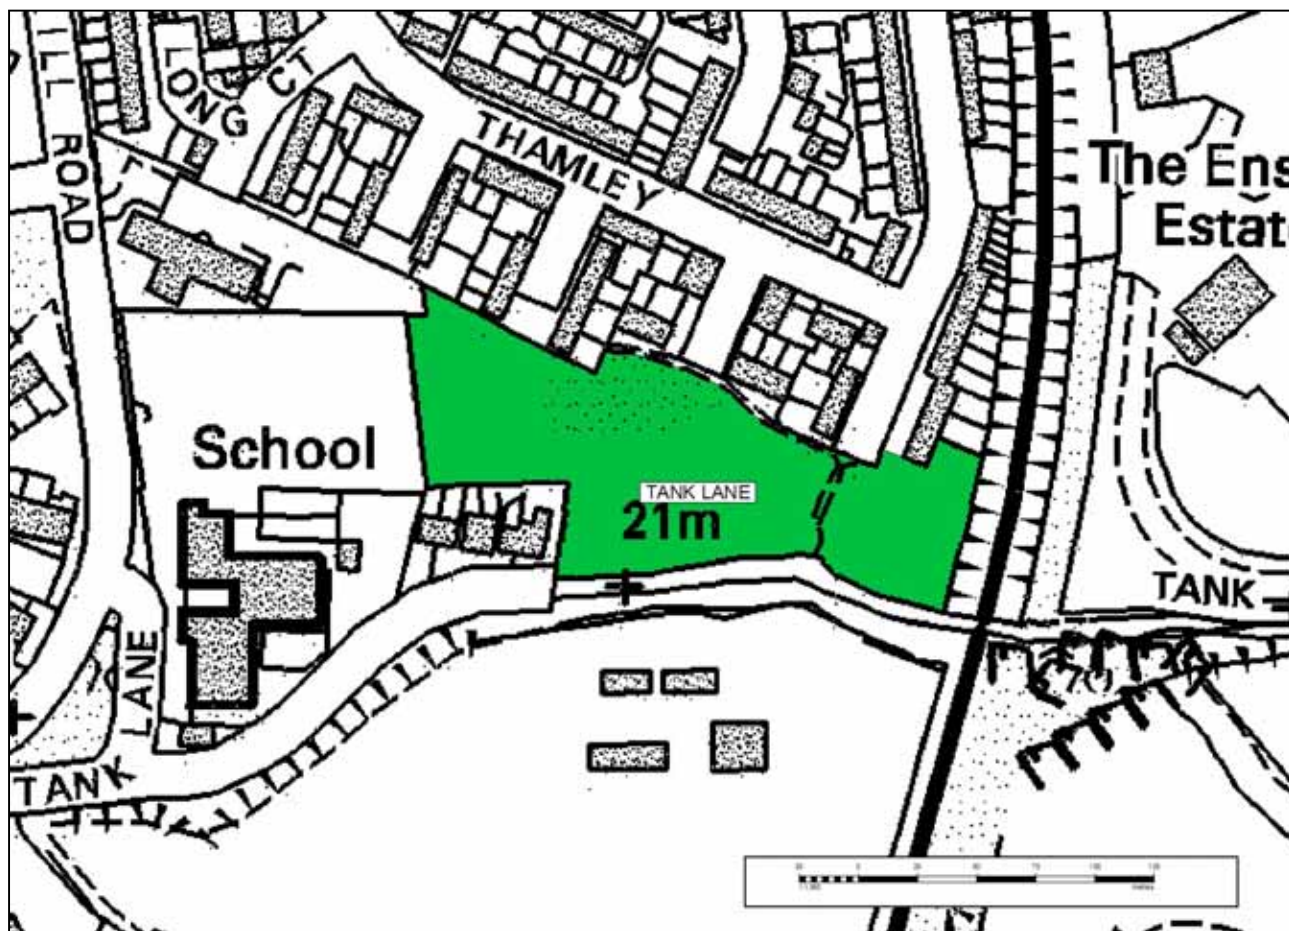 ILL ROAD
LONG
CT
THAMLEY
The Ens
Estat
School
TANK LANE
21m
TANK
LANE
TANK